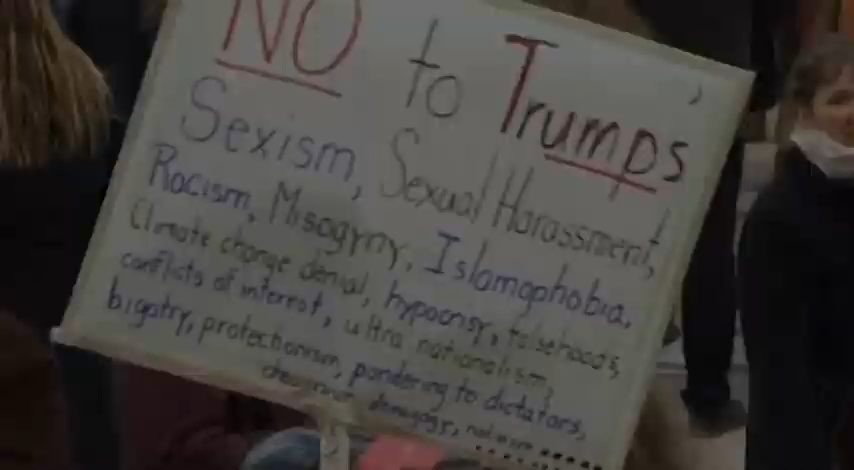 NO to Trumps'
Sexism, Sexual Harassment,
Racism, Misogyny, Islamophobia,
Climate change denial, hypocrisy, falsehoods,
conflicts of interest, ultra nationalism,
bigotry, protectionism, pandering to dictators,